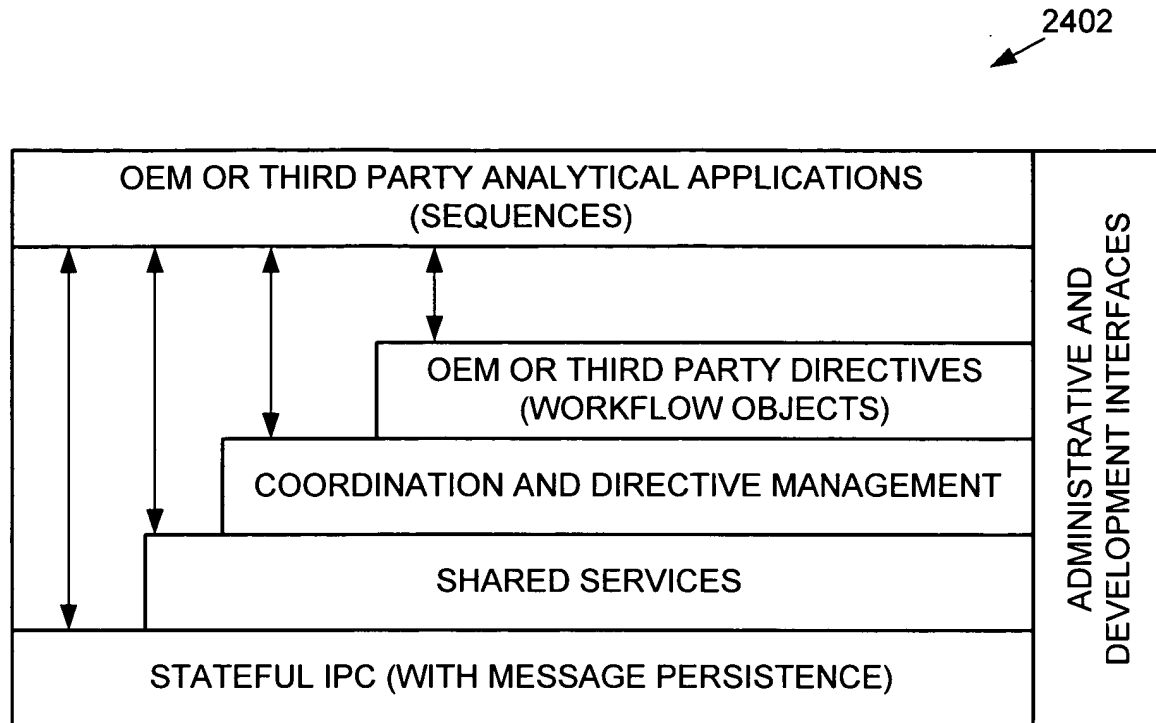 2402
OEM OR THIRD PARTY ANALYTICAL APPLICATIONS
(SEQUENCES)
OEM OR THIRD PARTY DIRECTIVES
(WORKFLOW OBJECTS)
COORDINATION AND DIRECTIVE MANAGEMENT
SHARED SERVICES
STATEFUL IPC (WITH MESSAGE PERSISTENCE)
ADMINISTRATIVE AND
DEVELOPMENT INTERFACES